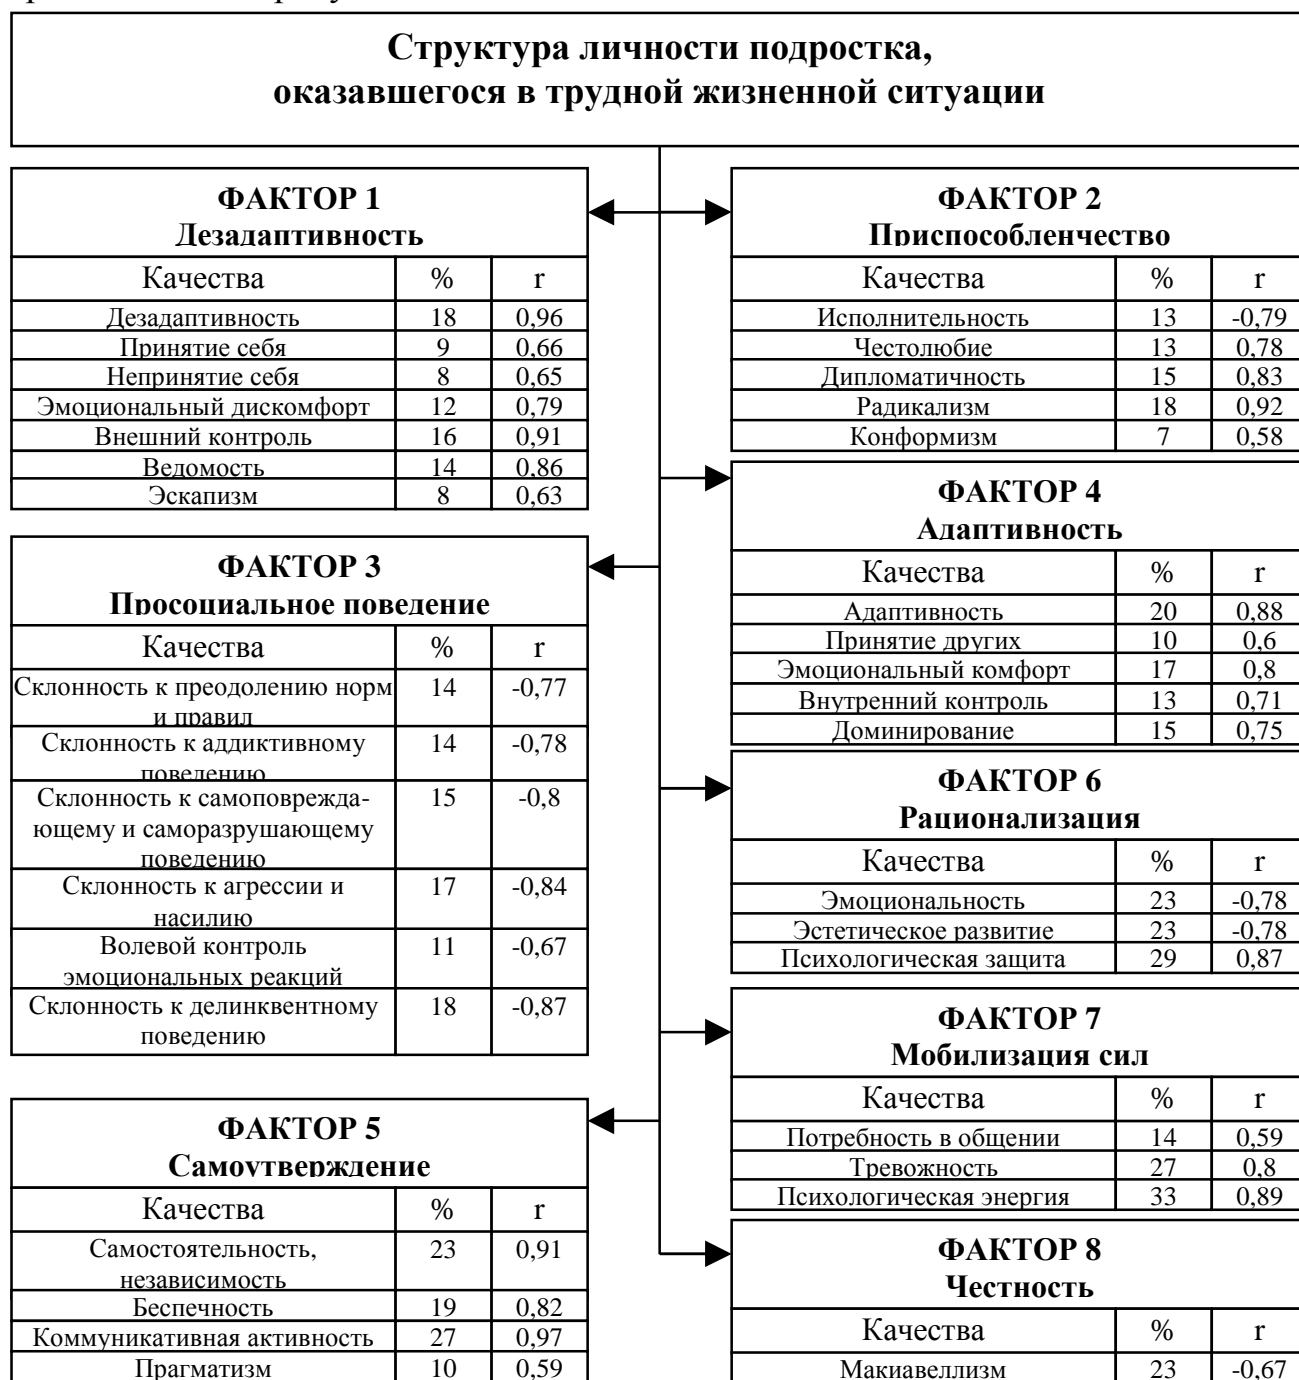 Структура личности подростка,
оказавшегося в трудной жизненной ситуации
ФАКТОР 1
Дезадаптивность
Качества % r
Дезадаптивность 18 0,96
Принятие себя 9 0,66
Непринятие себя 8 0,65
Эмоциональный дискомфорт 12 0,79
Внешний контроль 16 0,91
Ведомость 14 0,86
Эскапизм 8 0,63
ФАКТОР 2
Приспособленчество
Качества % r
Исполнительность 13 -0,79
Честолюбие 13 0,78
Дипломатичность 15 0,83
Радикализм 18 0,92
Конформизм 7 0,58
ФАКТОР 3
Просоциальное поведение
Качества % r
Склонность к преодолению норм 14 -0,77
и правил
Склонность к аддиктивному 14 -0,78
поведению
Склонность к самоповрежда- 15 -0,8
ющему и саморазрушающему
поведению
Склонность к агрессии и 17 -0,84
насилию
Волевой контроль 11 -0,67
эмоциональных реакций
Склонность к делинквентному 18 -0,87
поведению
ФАКТОР 4
Адаптивность
Качества % r
Адаптивность 20 0,88
Принятие других 10 0,6
Эмоциональный комфорт 17 0,8
Внутренний контроль 13 0,71
Доминирование 15 0,75
ФАКТОР 5
Самоутверждение
Качества % r
Самостоятельность, 23 0,91
независимость
Беспечность 19 0,82
Коммуникативная активность 27 0,97
Прагматизм 10 0,59
ФАКТОР 6
Рационализация
Качества % r
Эмоциональность 23 -0,78
Эстетическое развитие 23 -0,78
Психологическая защита 29 0,87
ФАКТОР 7
Мобилизация сил
Качества % r
Потребность в общении 14 0,59
Тревожность 27 0,8
Психологическая энергия 33 0,89
ФАКТОР 8
Честность
Качества % r
Макиавеллизм 23 -0,67